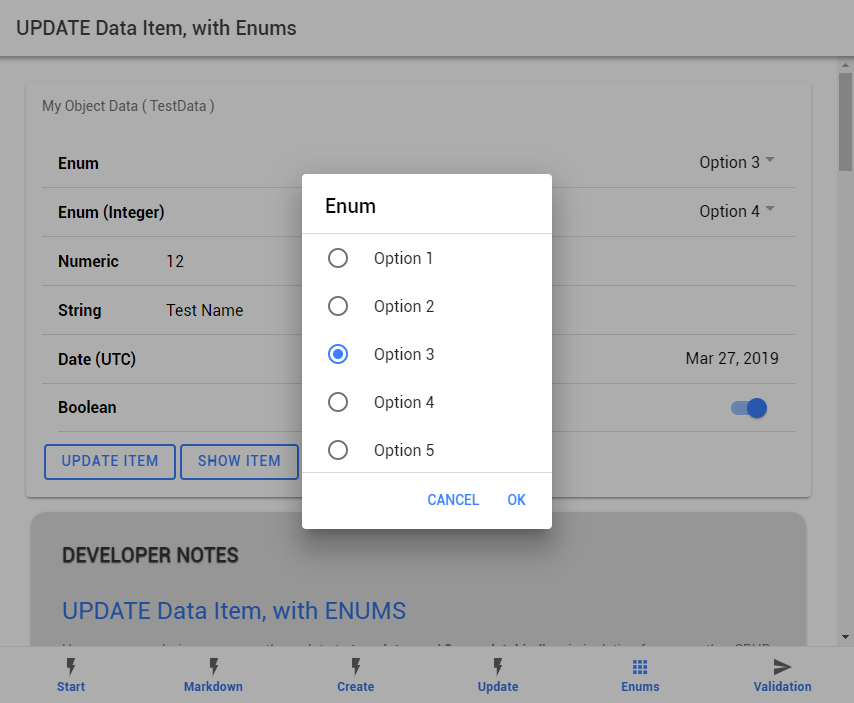 UPDATE Data Item, with Enums
My Object Data ( TestData )
Enum
Option 3
Enum (Integer)
Option 4
Numeric 12
String Test Name
Date (UTC)
Mar 27, 2019
Boolean
UPDATE ITEM SHOW ITEM
Enum
Option 1
Option 2
Option 3
Option 4
Option 5
CANCEL OK
DEVELOPER NOTES
UPDATE Data Item, with ENUMS
Start Markdown Create Update Enums Validation